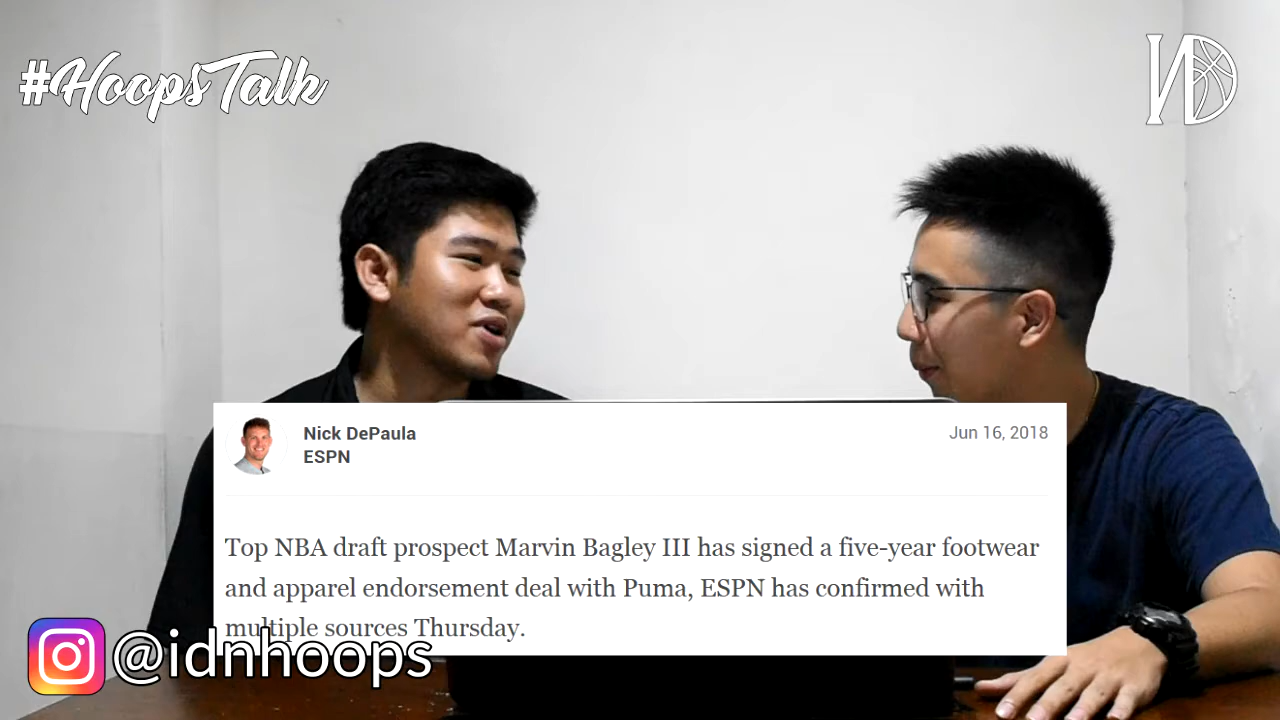 #HoopsTalk
Nick DePaula
Jun 16, 2018
ESPN
Top NBA draft prospect Marvin Bagley III has signed a five-year footwear
and apparel endorsement deal with Puma, ESPN has confirmed with
multiple sources Thursday.
@idnhoops